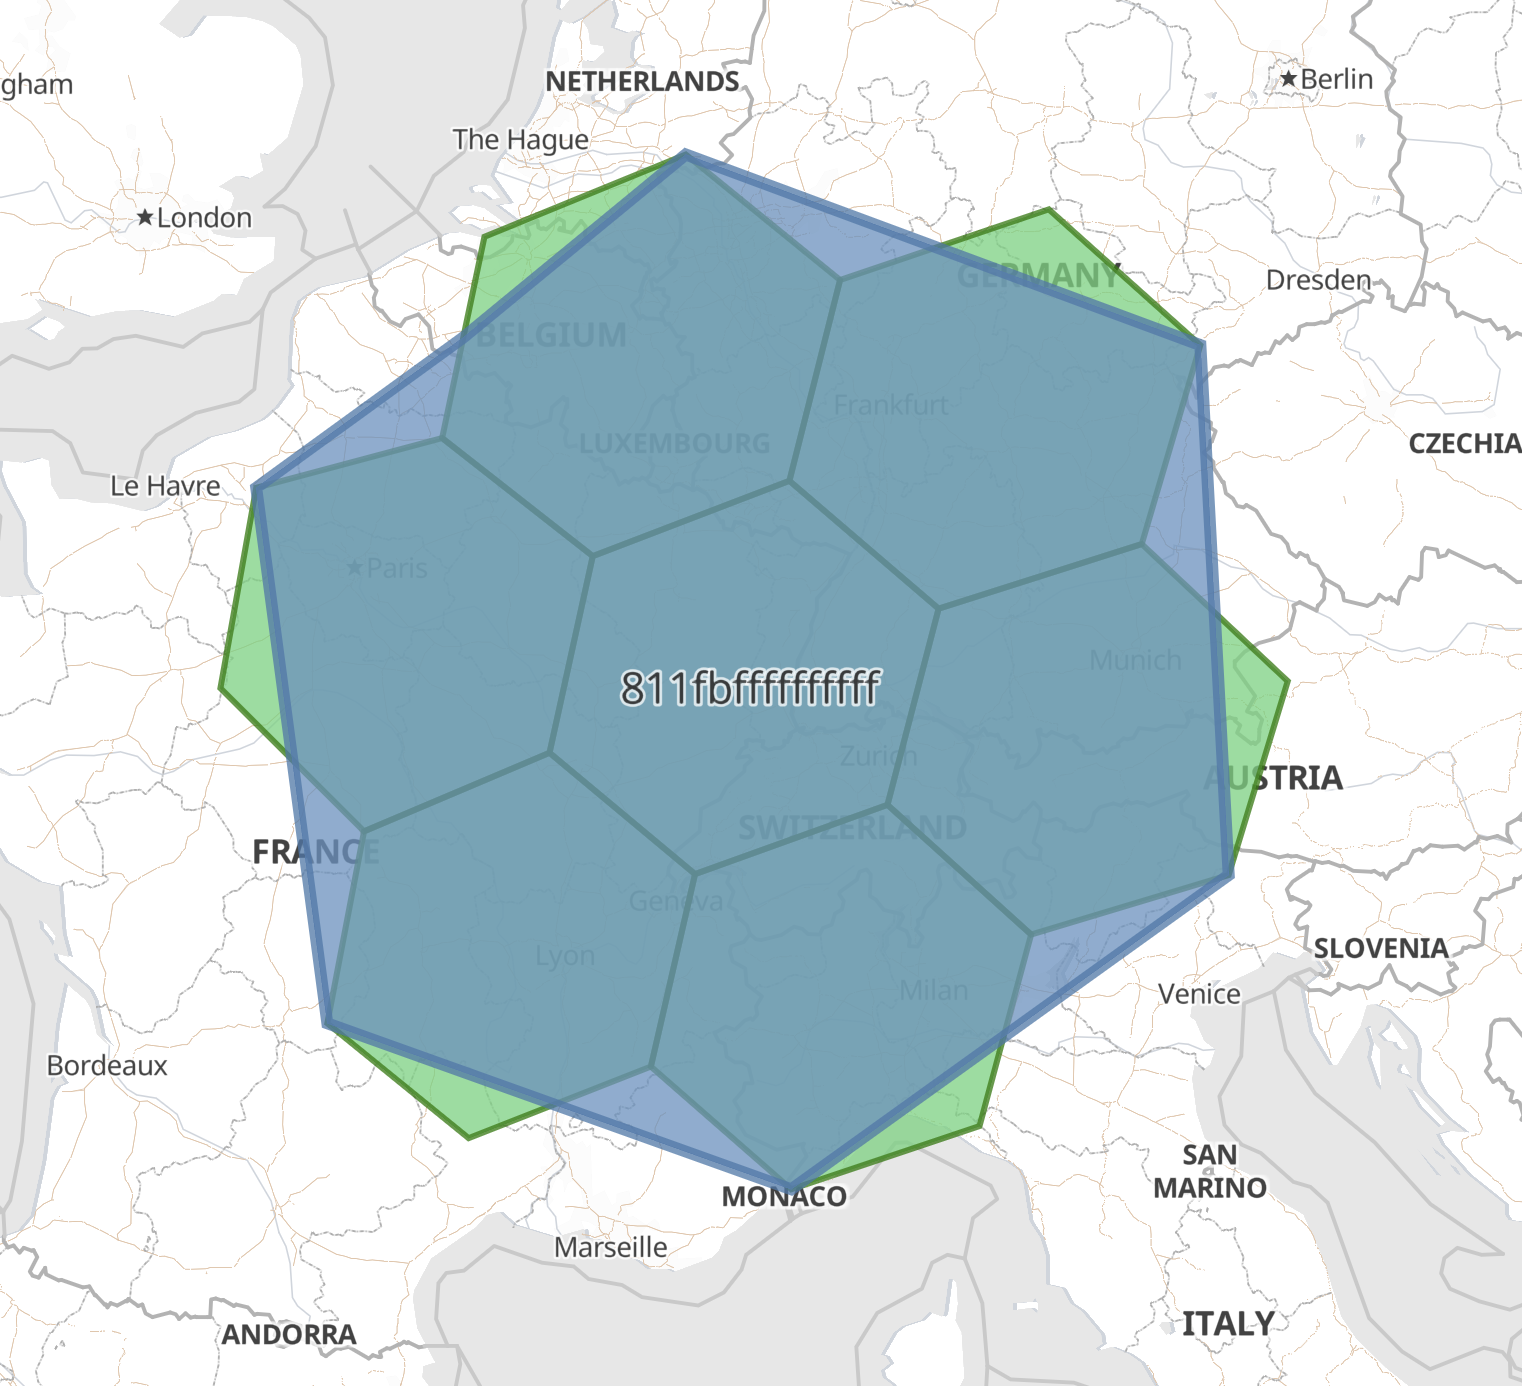 NETHERLANDS
Berlin
gham
The Hague
London
GERMANY
Dresden
BELGIUM
Frankfurt
LUXEMBOURG
CZECHIA
Le Havre
Paris
Munich
811fbffffffffff
Zurich
AUSTRIA
SWITZERLAND
FRANCE
Geneva
Lyon
SLOVENIA
Milan
Venice
Bordeaux
SAN
MARINO
MONACO
Marseille
ITALY
ANDORRA